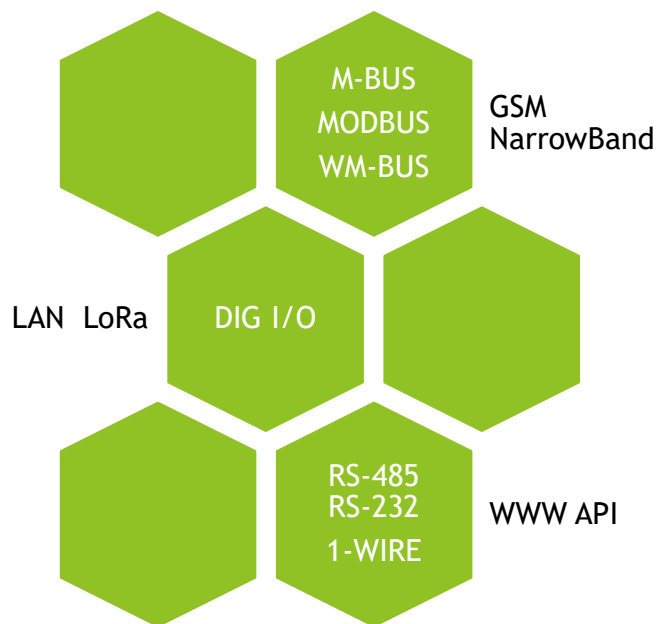 M-BUS
MODBUS
WM-BUS
GSM
NarrowBand
LAN LoRa
DIG I/O
RS-485
RS-232
1-WIRE
WWW API